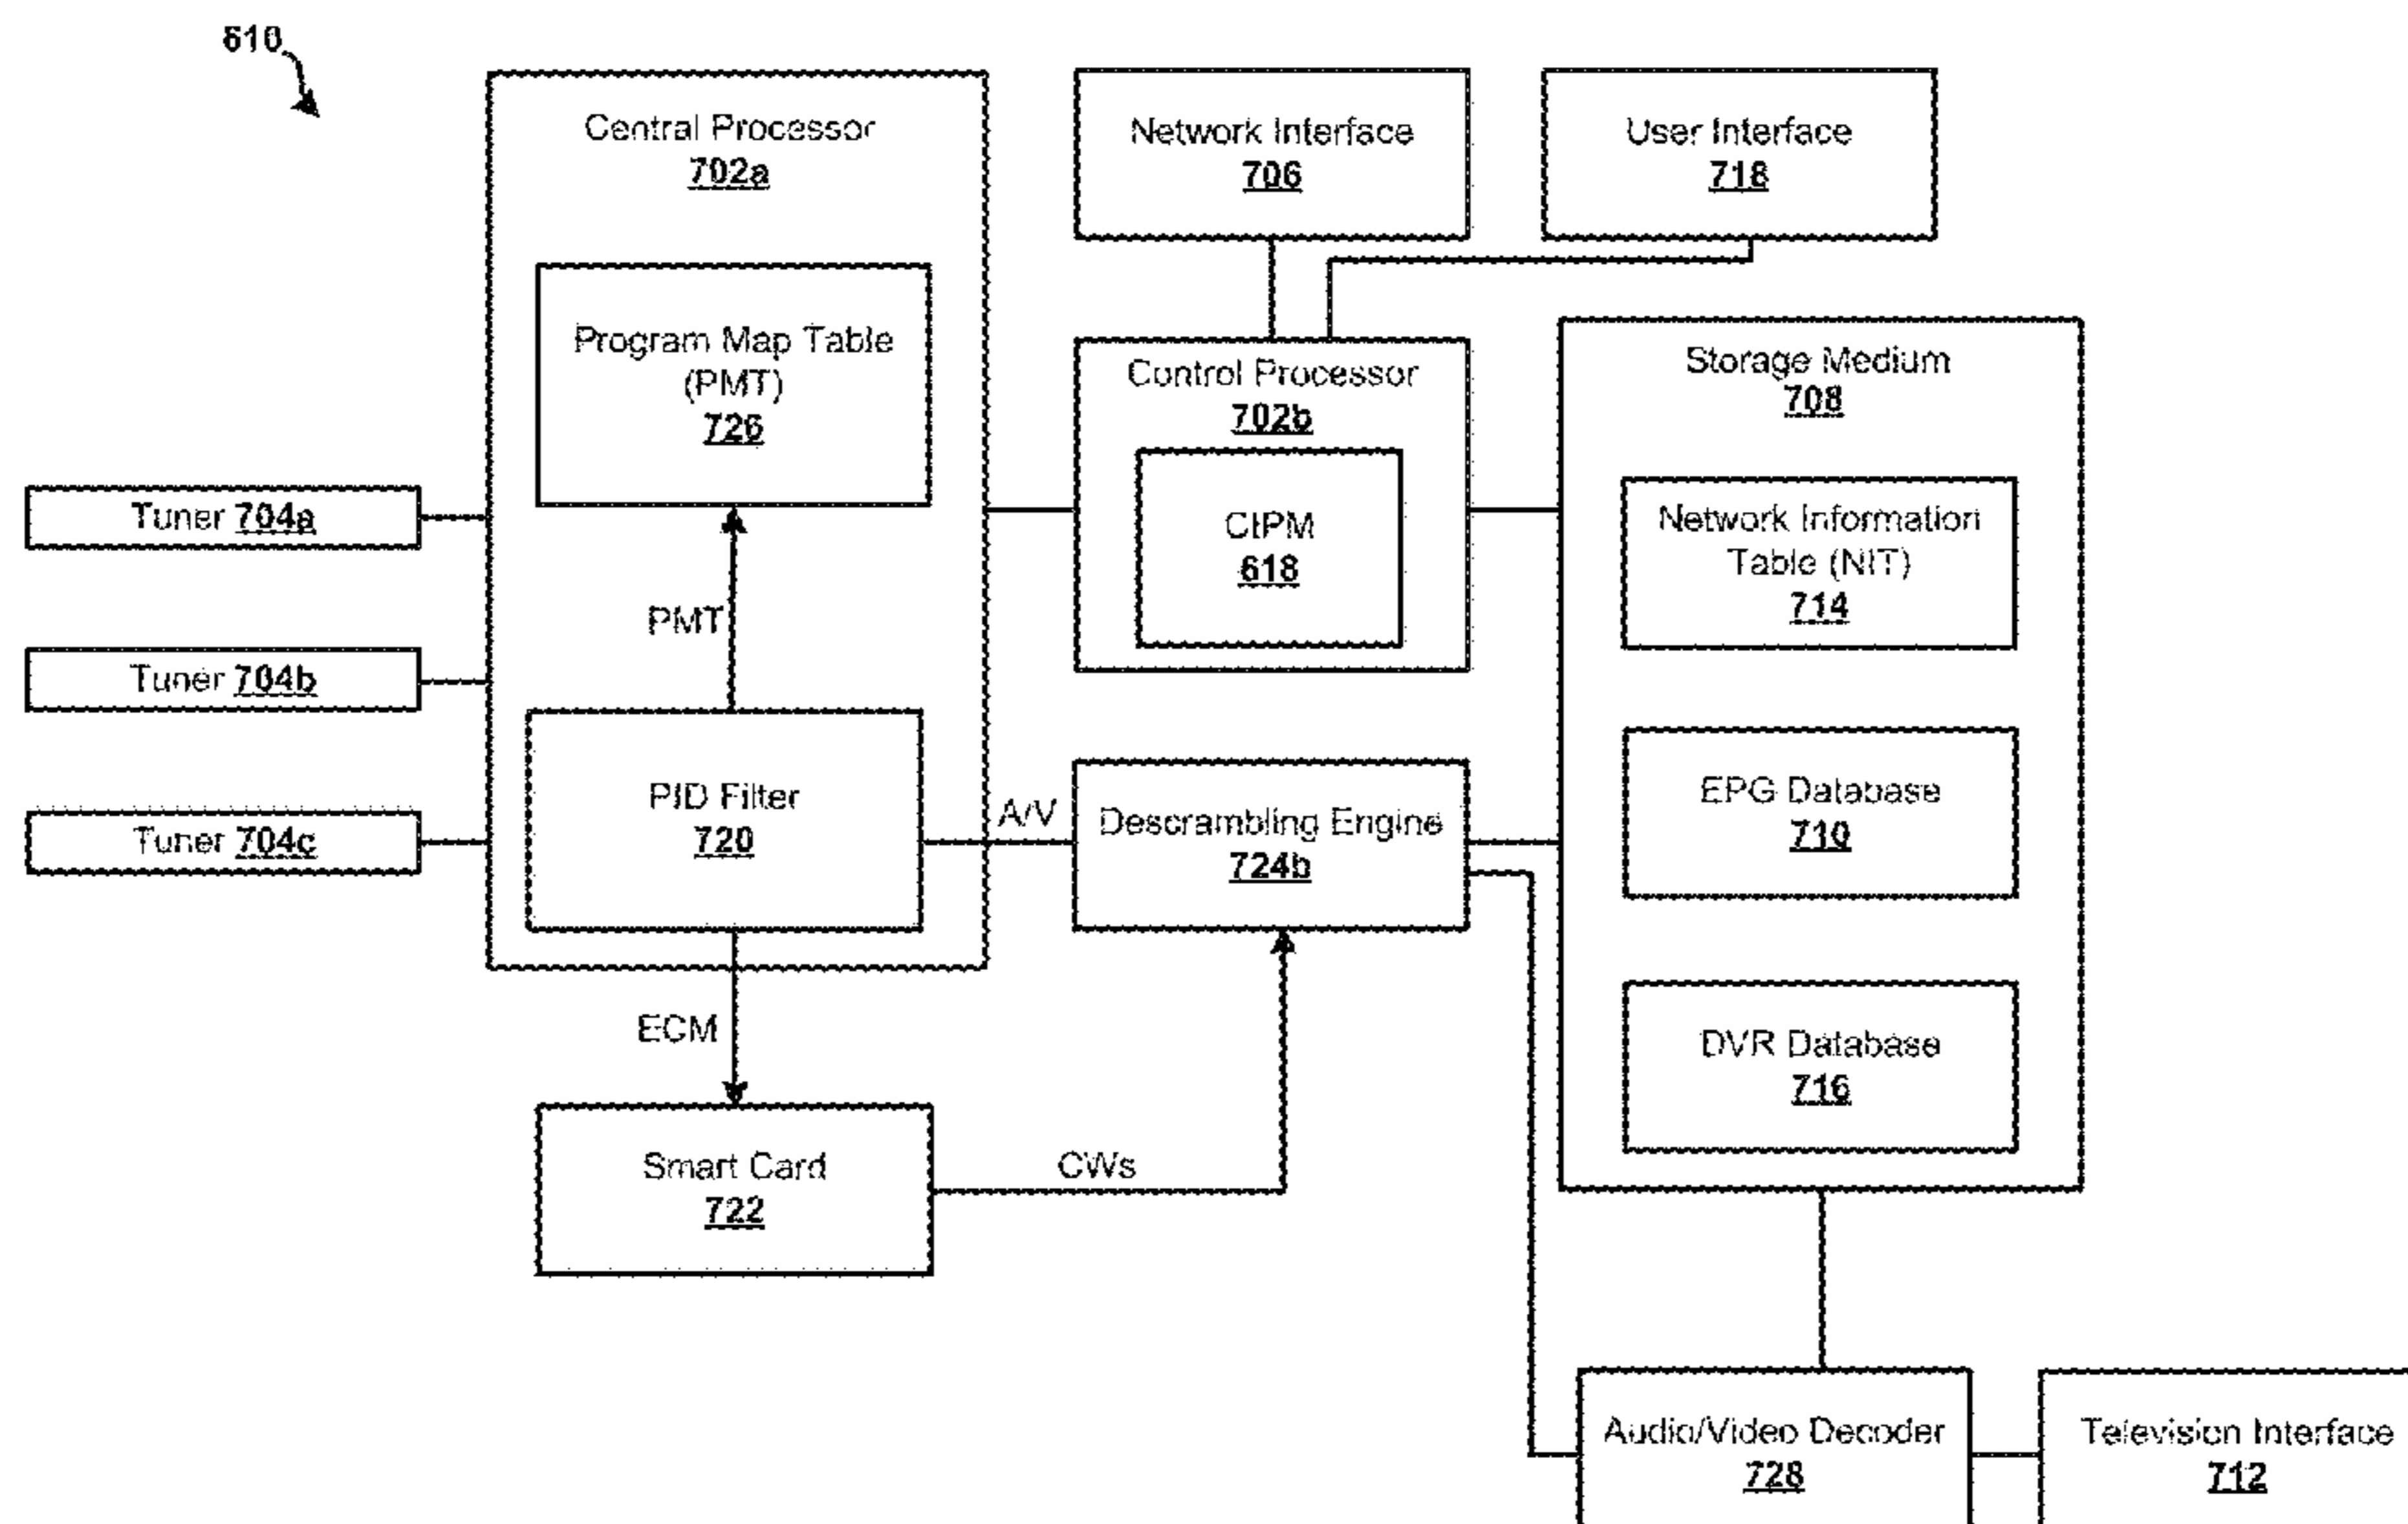 610
Central Processor
702a
Network Interface
706
User Interface
718
Program Map Table
(PMT)
726
Control Processor
702b
CIPM
618
Storage Medium
708
Network Information
Table (NIT)
714
Tuner 704a
PMT
Tuner 704b
PID Filter
720
A/V
Descrambling Engine
724b
EPG Database
710
Tuner 704c
ECM
DVR Database
716
Smart Card
722
CWs
Audio/Video Decoder
728
Television Interface
712